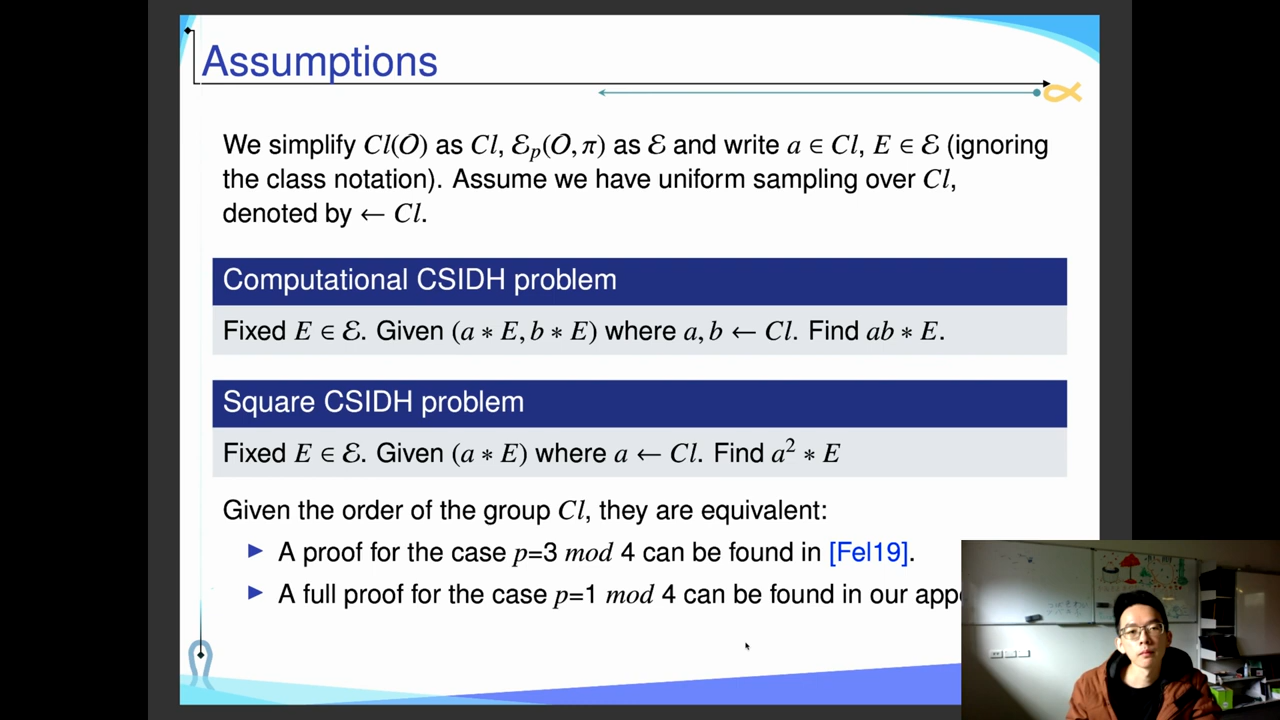 Assumptions
We simplify Cl(O) as Cl, ℰp(O, π) as ℰ and write a ∈ Cl, E ∈ ℰ (ignoring
the class notation). Assume we have uniform sampling over Cl,
denoted by ← Cl.
Computational CSIDH problem
Fixed E ∈ ℰ. Given (a ∗ E, b ∗ E) where a, b ← Cl. Find ab ∗ E.
Square CSIDH problem
Fixed E ∈ ℰ. Given (a ∗ E) where a ← Cl. Find a² ∗ E
Given the order of the group Cl, they are equivalent:
▶ A proof for the case p=3 mod 4 can be found in [Fel19].
▶ A full proof for the case p=1 mod 4 can be found in our